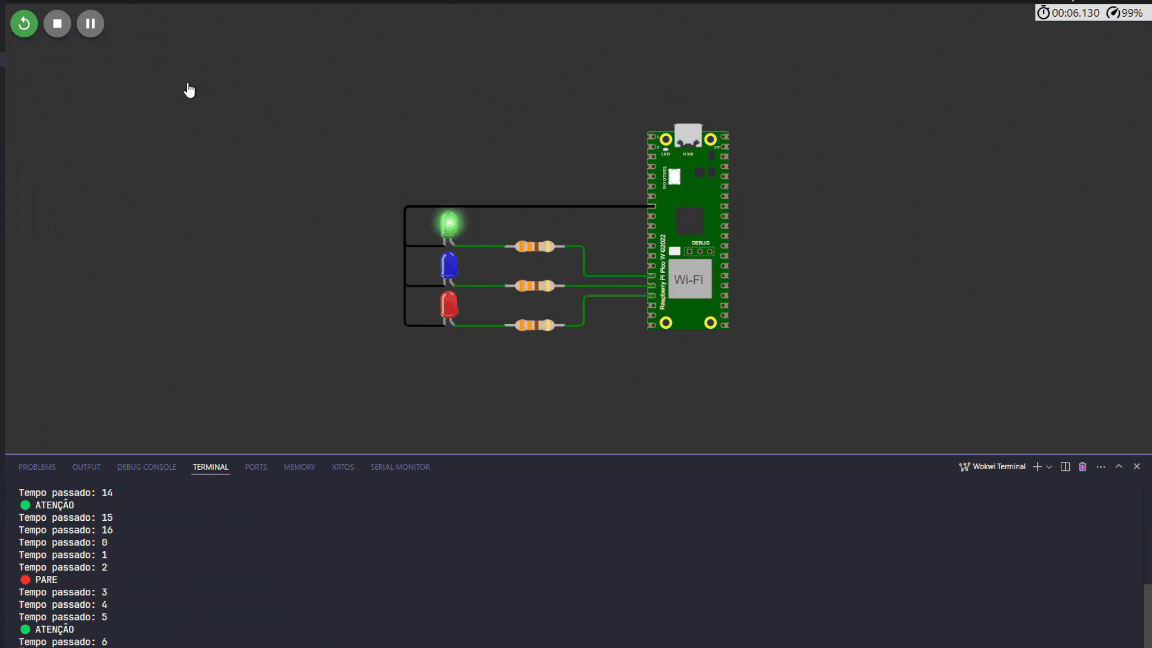 00:06.130 99%
LED USB
BOOTSEL
DEBUG
Raspberry Pi Pico W ©2022
Wi-Fi
PROBLEMS OUTPUT DEBUG CONSOLE TERMINAL PORTS MEMORY XRTOS SERIAL MONITOR
Wokwi Terminal
Tempo passado: 14
ATENÇÃO
Tempo passado: 15
Tempo passado: 16
Tempo passado: 0
Tempo passado: 1
Tempo passado: 2
PARE
Tempo passado: 3
Tempo passado: 4
Tempo passado: 5
ATENÇÃO
Tempo passado: 6